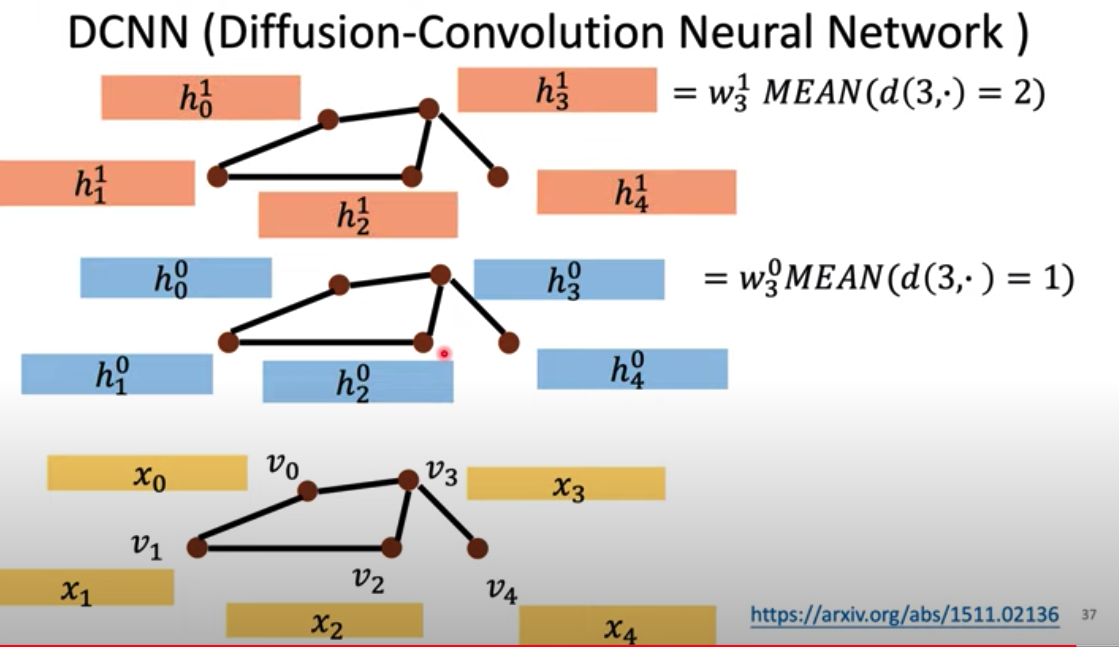 DCNN (Diffusion-Convolution Neural Network )
h_0^1
h_3^1 = w_3^1 MEAN(d(3,·) = 2)
h_1^1
h_4^1
h_2^1
h_0^0
h_3^0 = w_3^0 MEAN(d(3,· ) = 1)
h_1^0
h_2^0
h_4^0
x_0
v_0
v_3
x_3
v_1
v_2
v_4
x_1
x_2
x_4
https://arxiv.org/abs/1511.02136
37